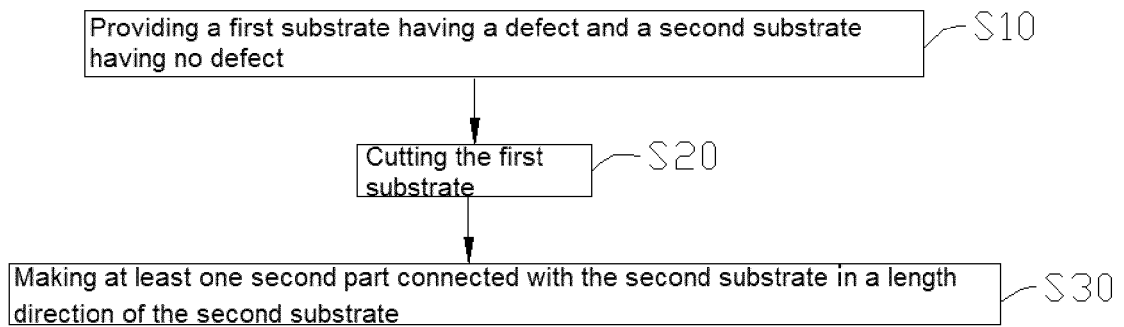 Providing a first substrate having a defect and a second substrate
having no defect
S10
Cutting the first
substrate
S20
Making at least one second part connected with the second substrate in a length
direction of the second substrate
S30